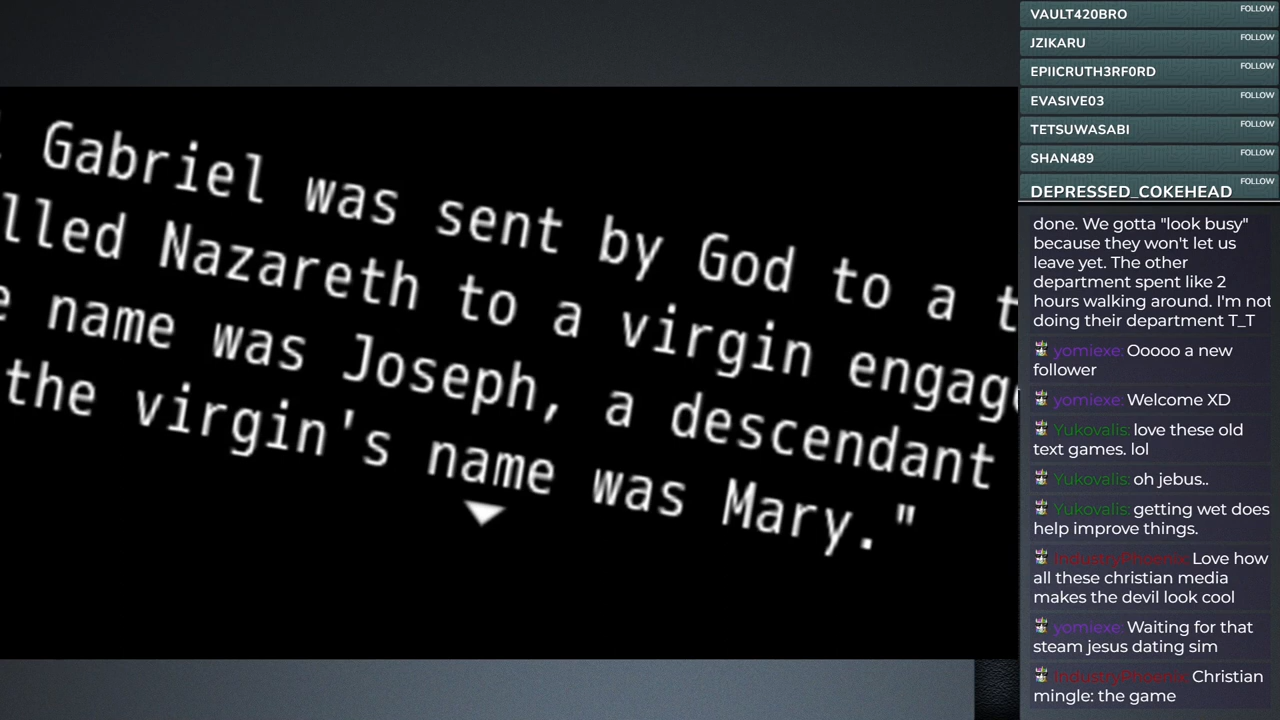 Gabriel was sent by God to a t
lled Nazareth to a virgin engag
e name was Joseph, a descendant
the virgin's name was Mary."
VAULT420BRO FOLLOW
JZIKARU FOLLOW
EPIICRUTH3RF0RD FOLLOW
EVASIVE03 FOLLOW
TETSUWASABI FOLLOW
SHAN489 FOLLOW
DEPRESSED_COKEHEAD FOLLOW
done. We gotta "look busy"
because they won't let us
leave yet. The other
department spent like 2
hours walking around. I'm not
doing their department T_T
yomiexe: Ooooo a new
follower
yomiexe: Welcome XD
Yukovalis: love these old
text games. lol
Yukovalis: oh jebus..
Yukovalis: getting wet does
help improve things.
IndustryPhoenix: Love how
all these christian media
makes the devil look cool
yomiexe: Waiting for that
steam jesus dating sim
IndustryPhoenix: Christian
mingle: the game